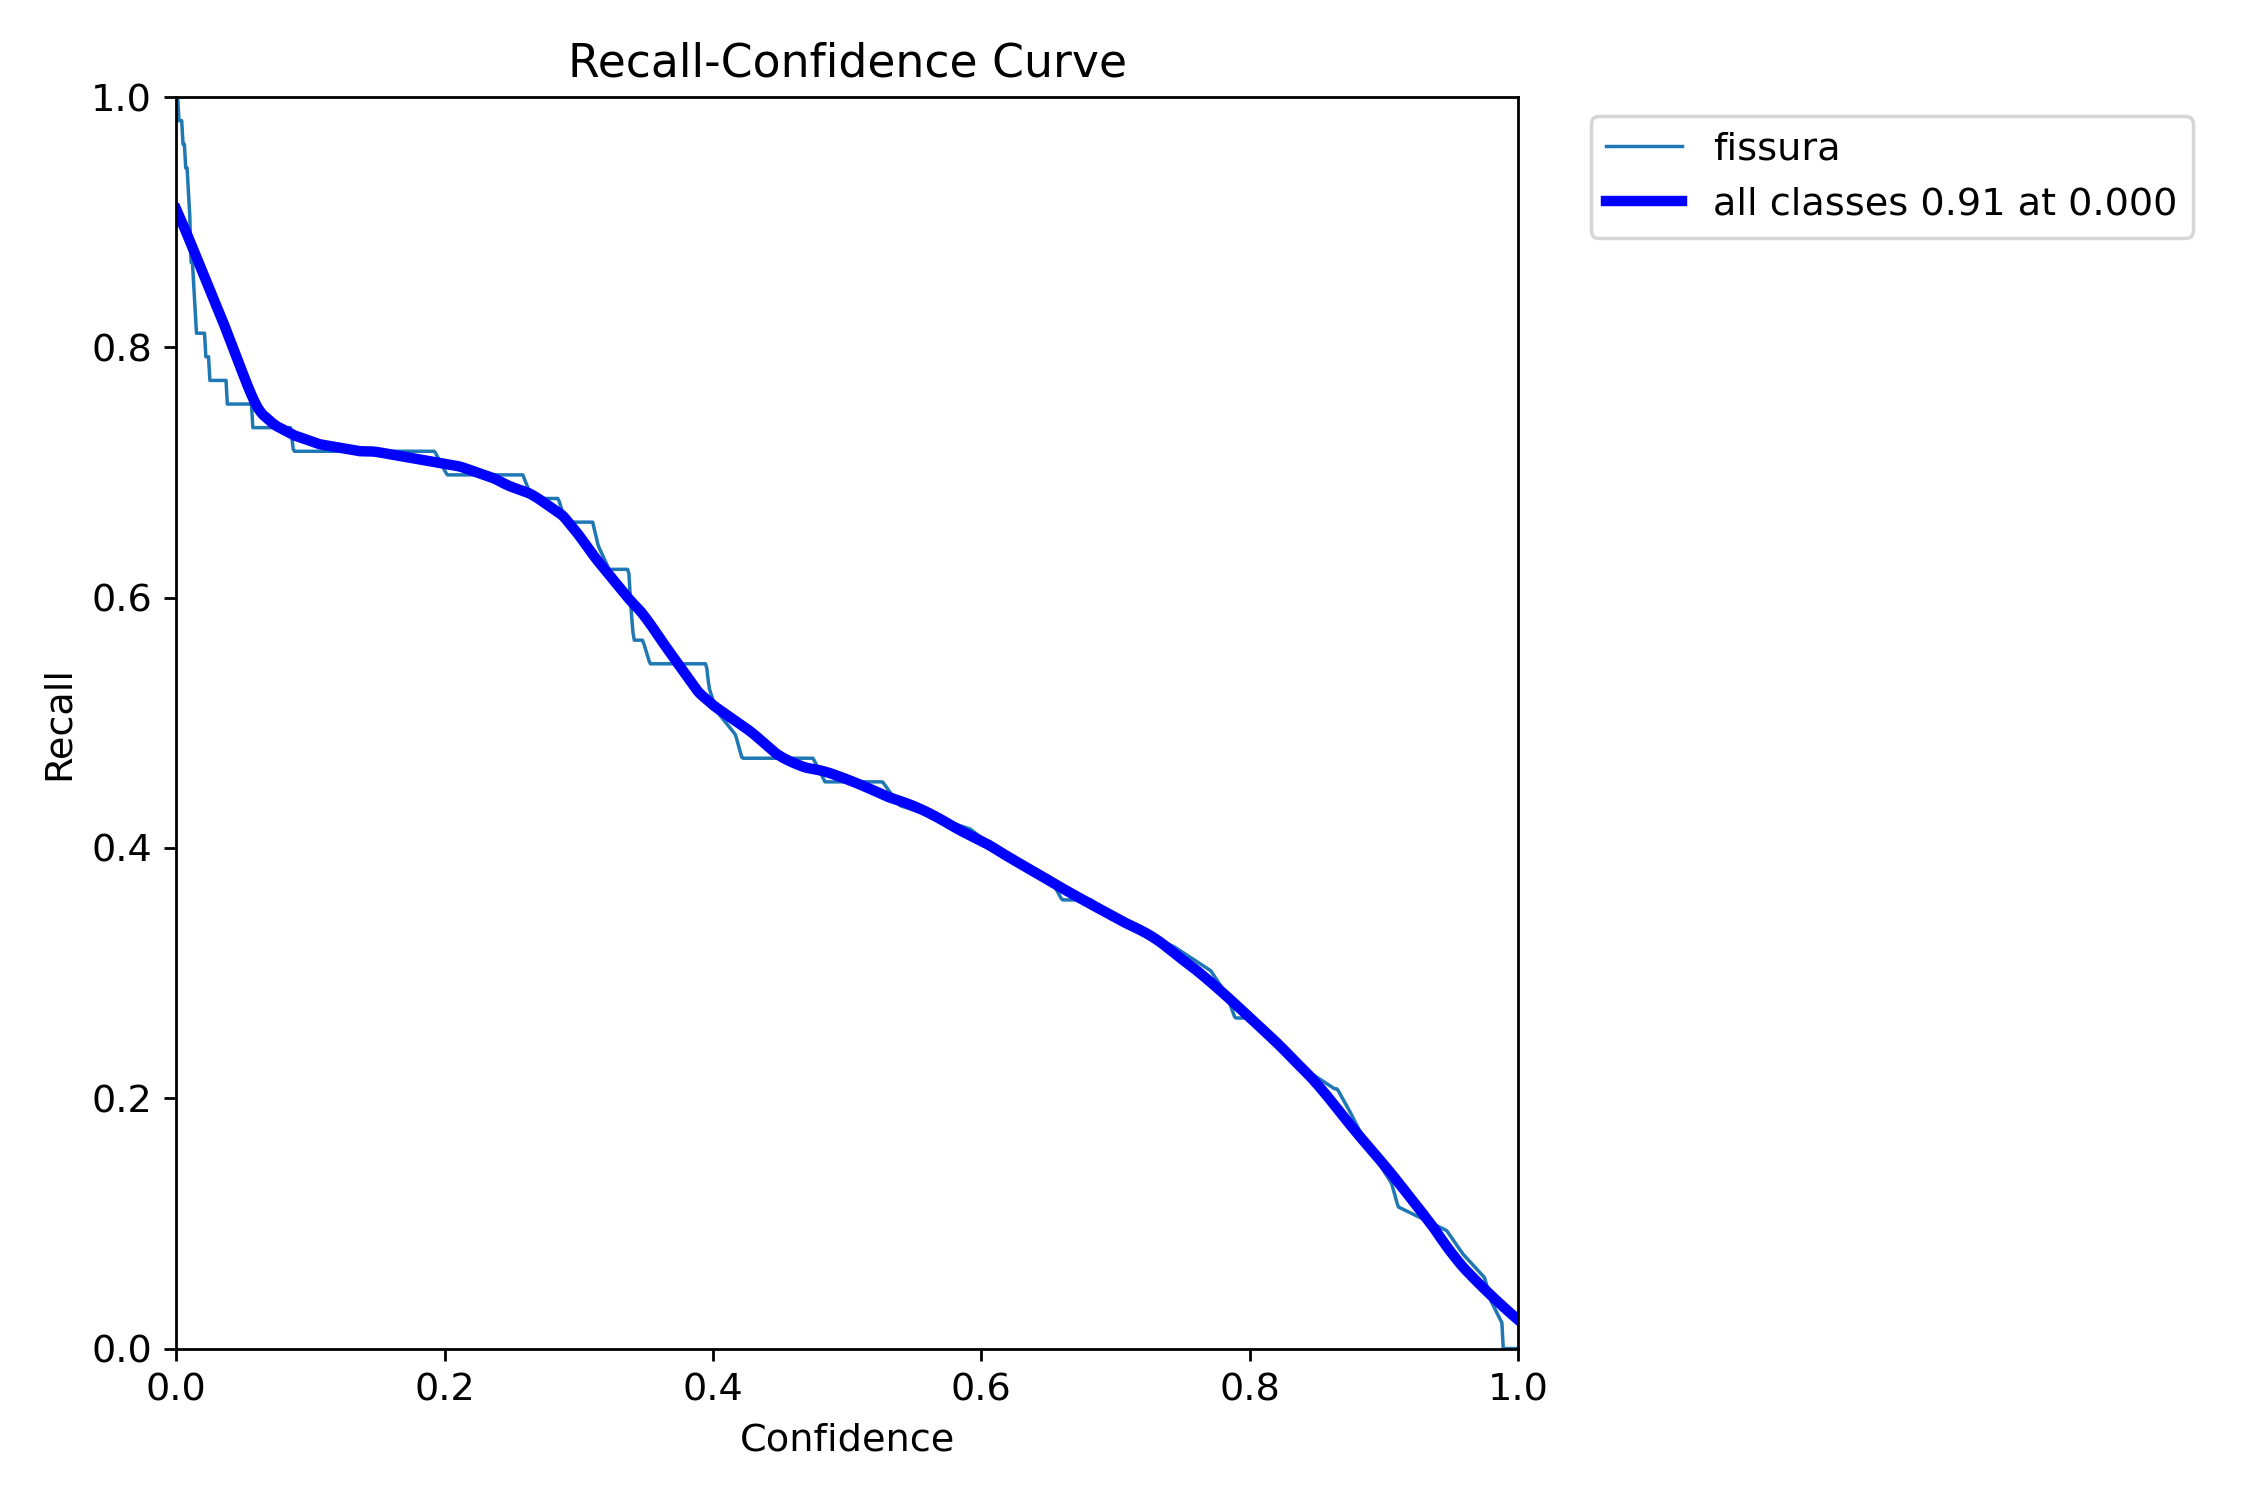 Recall-Confidence Curve
1.0
0.8
0.6
0.4
0.2
0.0
Recall
0.0 0.2 0.4 0.6 0.8 1.0
Confidence
fissura
all classes 0.91 at 0.000